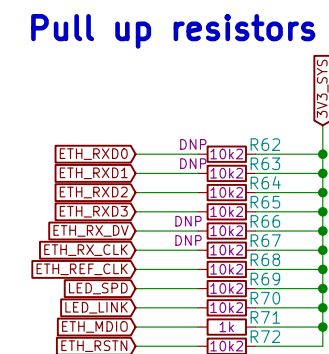 Pull up resistors
3V3_SYS
ETH_RXD0 DNP 10k2 R62
ETH_RXD1 DNP 10k2 R63
ETH_RXD2 10k2 R64
ETH_RXD3 10k2 R65
ETH_RX_DV DNP 10k2 R66
ETH_RX_CLK DNP 10k2 R67
ETH_REF_CLK 10k2 R68
LED_SPD 10k2 R69
LED_LINK 10k2 R70
ETH_MDIO 1k R71
ETH_RSTN 10k2 R72